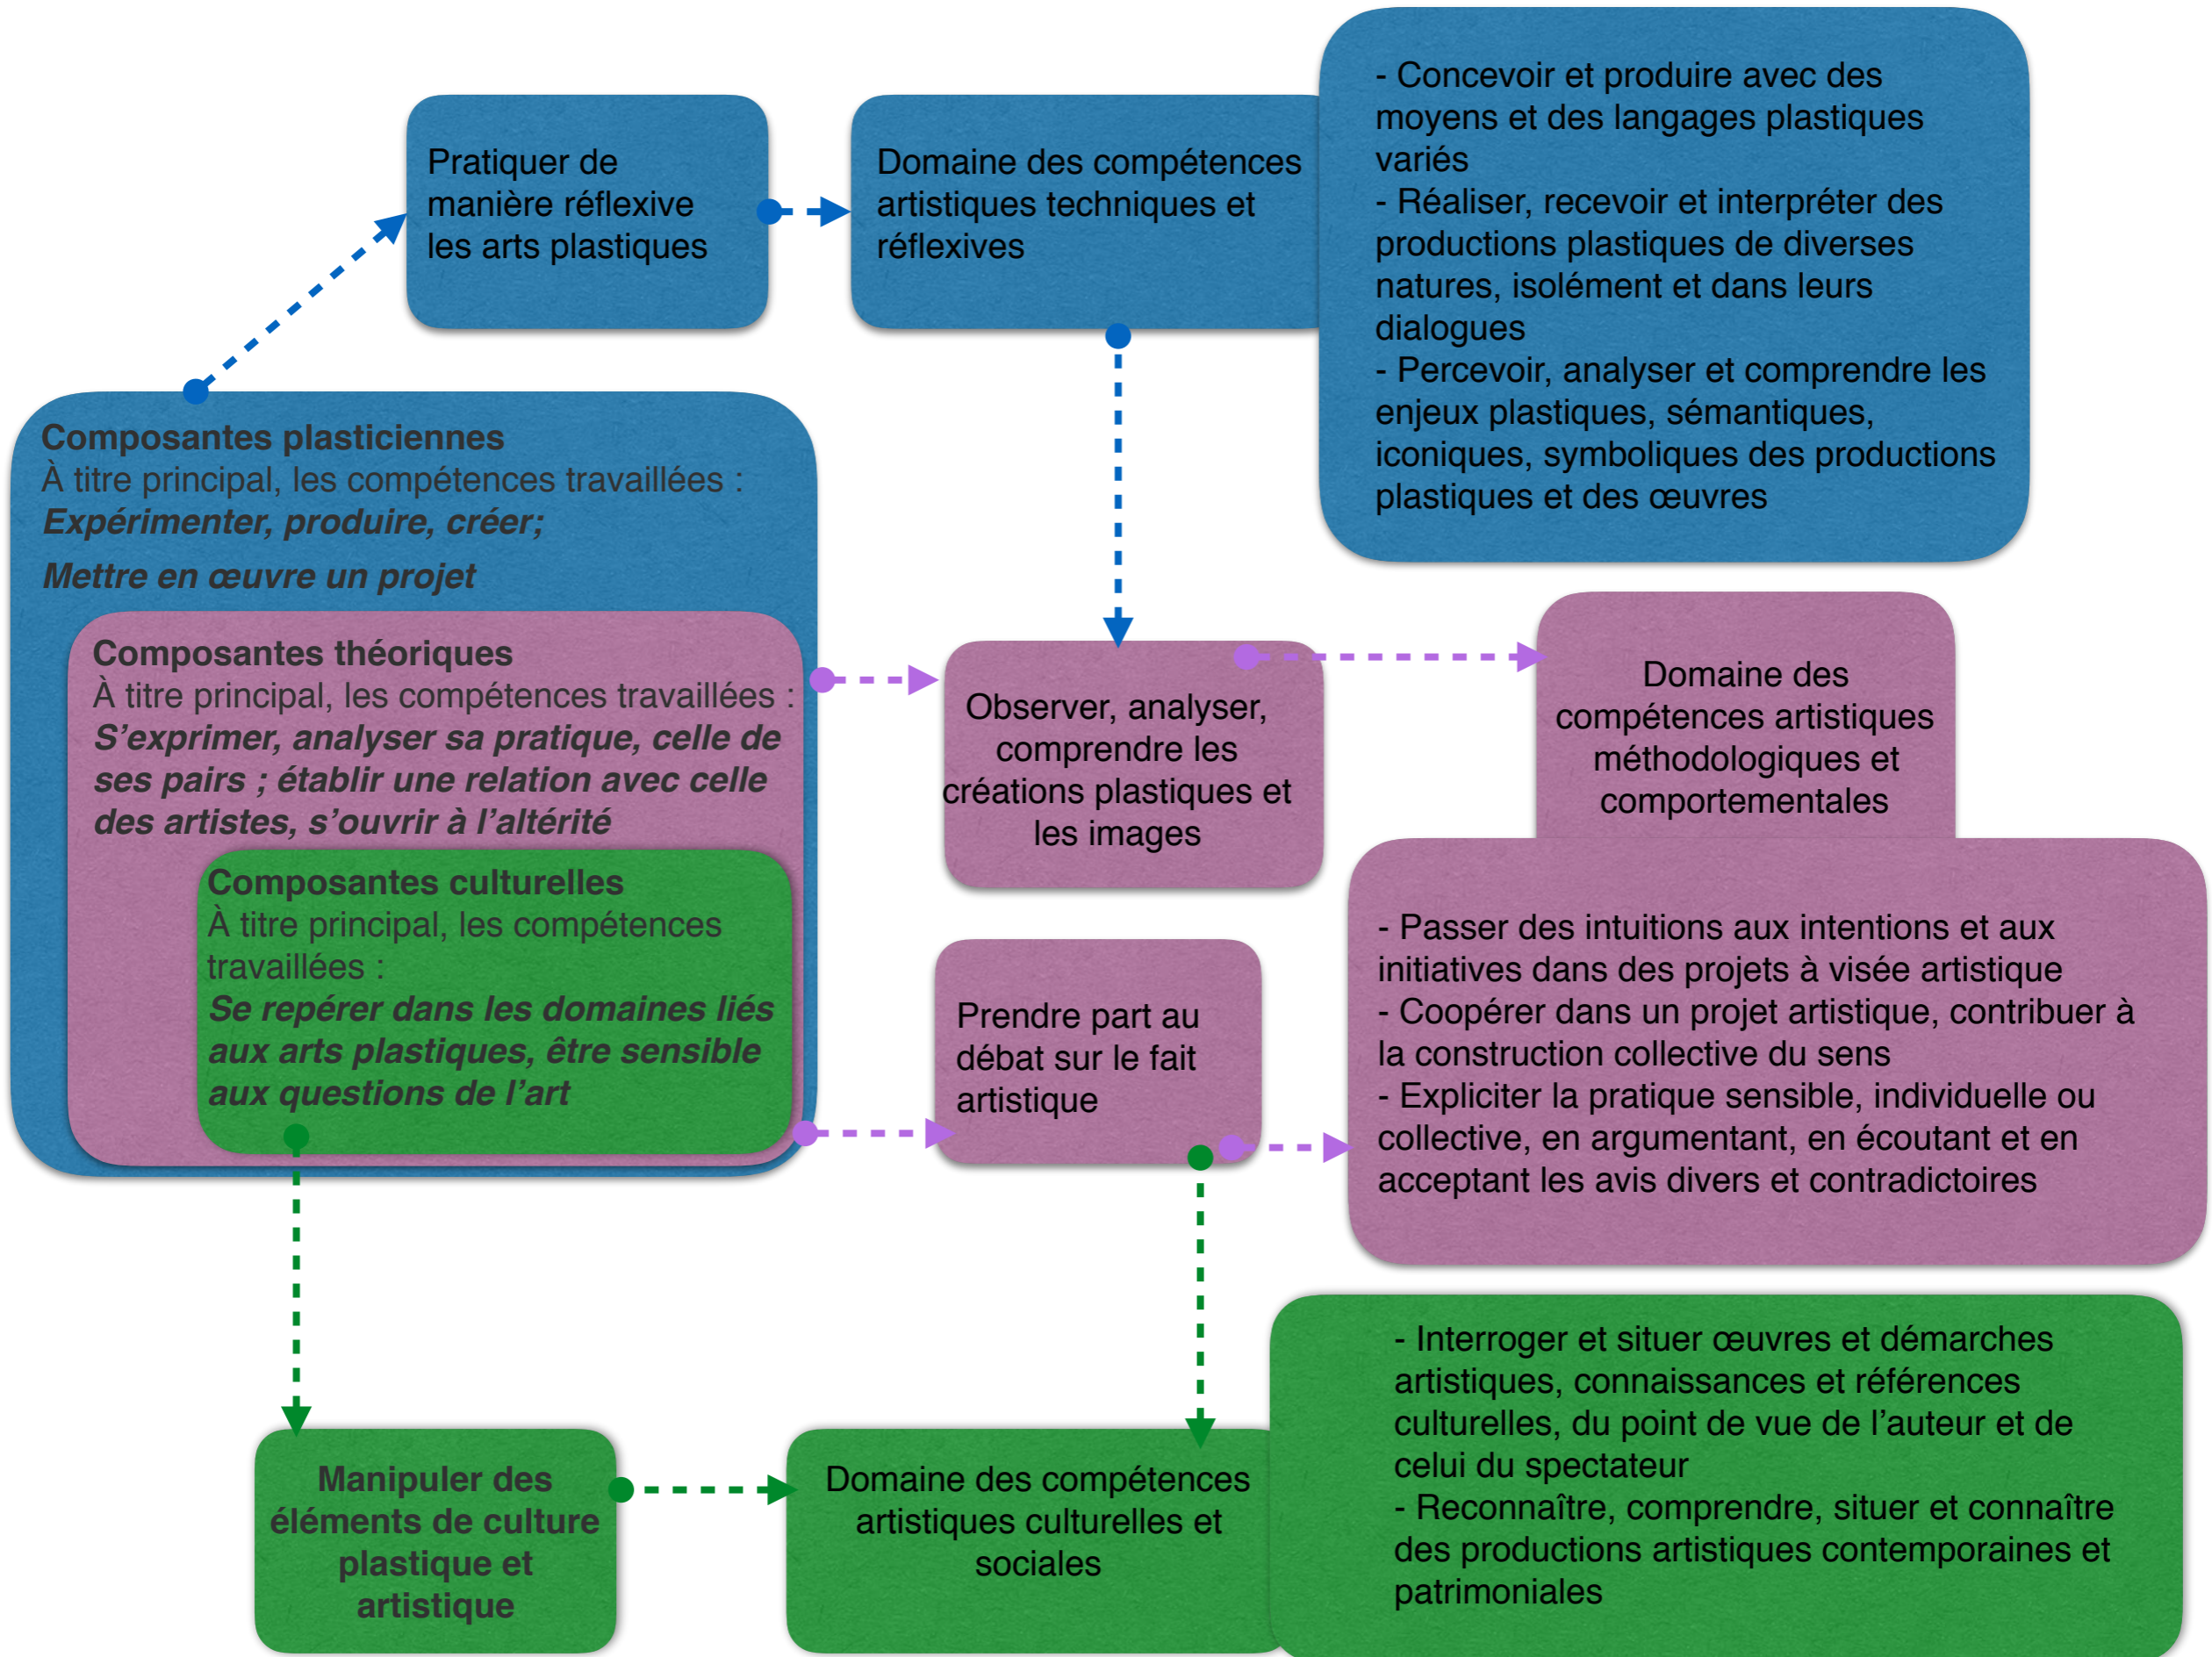 Pratiquer de
manière réflexive
les arts plastiques
Domaine des compétences
artistiques techniques et
réflexives
- Concevoir et produire avec des
moyens et des langages plastiques
variés
- Réaliser, recevoir et interpréter des
productions plastiques de diverses
natures, isolément et dans leurs
dialogues
- Percevoir, analyser et comprendre les
enjeux plastiques, sémantiques,
iconiques, symboliques des productions
plastiques et des œuvres
Composantes plasticiennes
À titre principal, les compétences travaillées :
Expérimenter, produire, créer;
Mettre en œuvre un projet
Composantes théoriques
À titre principal, les compétences travaillées :
S’exprimer, analyser sa pratique, celle de
ses pairs ; établir une relation avec celle
des artistes, s’ouvrir à l’altérité
Composantes culturelles
À titre principal, les compétences
travaillées :
Se repérer dans les domaines liés
aux arts plastiques, être sensible
aux questions de l’art
Observer, analyser,
comprendre les
créations plastiques et
les images
Domaine des
compétences artistiques
méthodologiques et
comportementales
Prendre part au
débat sur le fait
artistique
- Passer des intuitions aux intentions et aux
initiatives dans des projets à visée artistique
- Coopérer dans un projet artistique, contribuer à
la construction collective du sens
- Expliciter la pratique sensible, individuelle ou
collective, en argumentant, en écoutant et en
acceptant les avis divers et contradictoires
Manipuler des
éléments de culture
plastique et
artistique
Domaine des compétences
artistiques culturelles et
sociales
- Interroger et situer œuvres et démarches
artistiques, connaissances et références
culturelles, du point de vue de l’auteur et de
celui du spectateur
- Reconnaître, comprendre, situer et connaître
des productions artistiques contemporaines et
patrimoniales